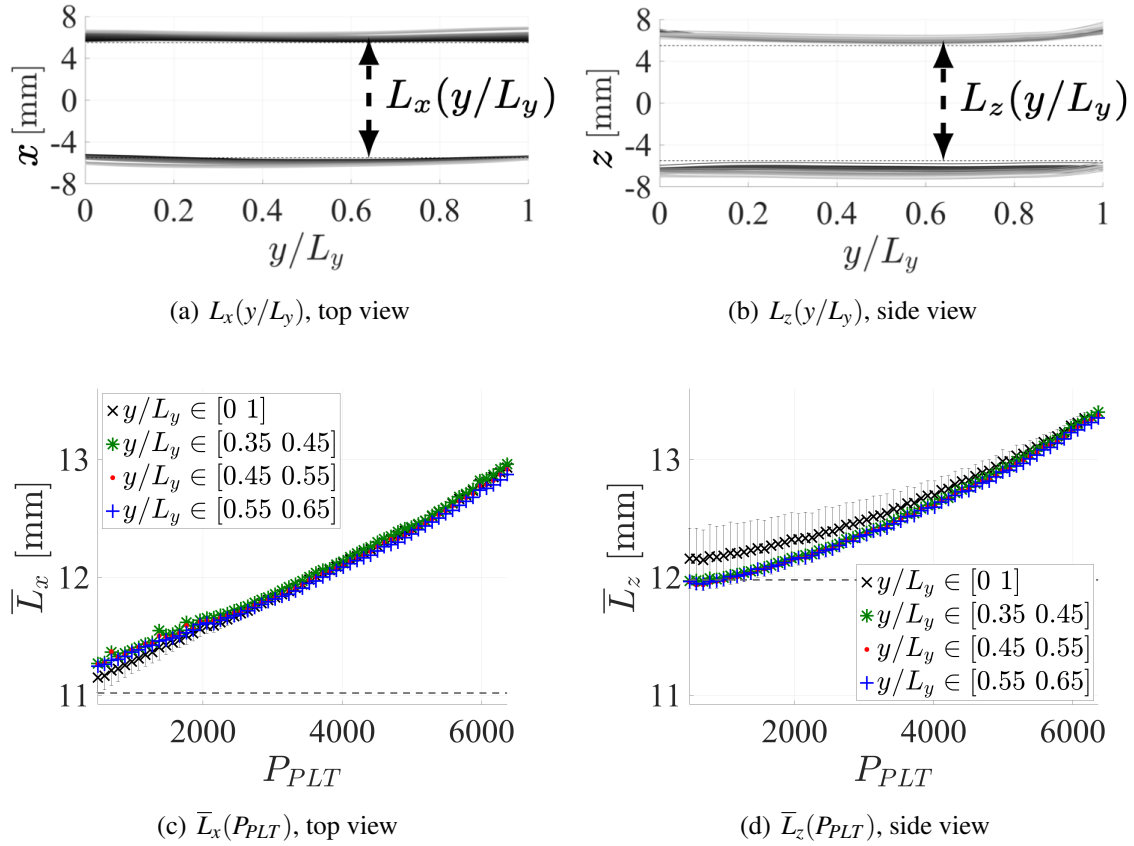 8
4
0
-4
-8
x [mm]
L_x(y/L_y)
0 0.2 0.4 0.6 0.8 1
y/L_y
(a) L_x(y/L_y), top view
8
4
0
-4
-8
z [mm]
L_z(y/L_y)
0 0.2 0.4 0.6 0.8 1
y/L_y
(b) L_z(y/L_y), side view
× y/L_y ∈ [0 1]
* y/L_y ∈ [0.35 0.45]
· y/L_y ∈ [0.45 0.55]
+ y/L_y ∈ [0.55 0.65]
13
12
11
L̅_x [mm]
2000 4000 6000
P_PLT
(c) L̅_x(P_PLT), top view
13
12
11
L̅_z [mm]
× y/L_y ∈ [0 1]
* y/L_y ∈ [0.35 0.45]
· y/L_y ∈ [0.45 0.55]
+ y/L_y ∈ [0.55 0.65]
2000 4000 6000
P_PLT
(d) L̅_z(P_PLT), side view